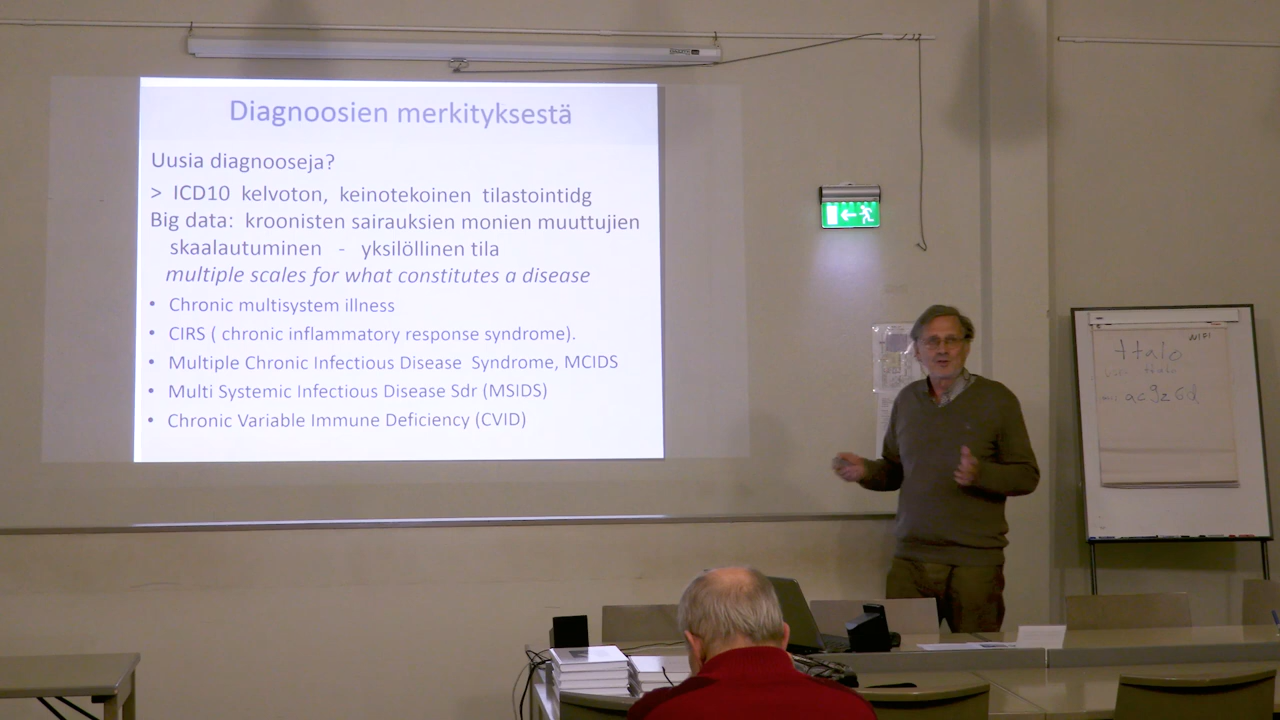 Diagnoosien merkityksestä
Uusia diagnooseja?
> ICD10 kelvoton, keinotekoinen tilastointidg
Big data: kroonisten sairauksien monien muuttujien
skaalautuminen - yksilöllinen tila
multiple scales for what constitutes a disease
• Chronic multisystem illness
• CIRS ( chronic inflammatory response syndrome).
• Multiple Chronic Infectious Disease Syndrome, MCIDS
• Multi Systemic Infectious Disease Sdr (MSIDS)
• Chronic Variable Immune Deficiency (CVID)
WIFI